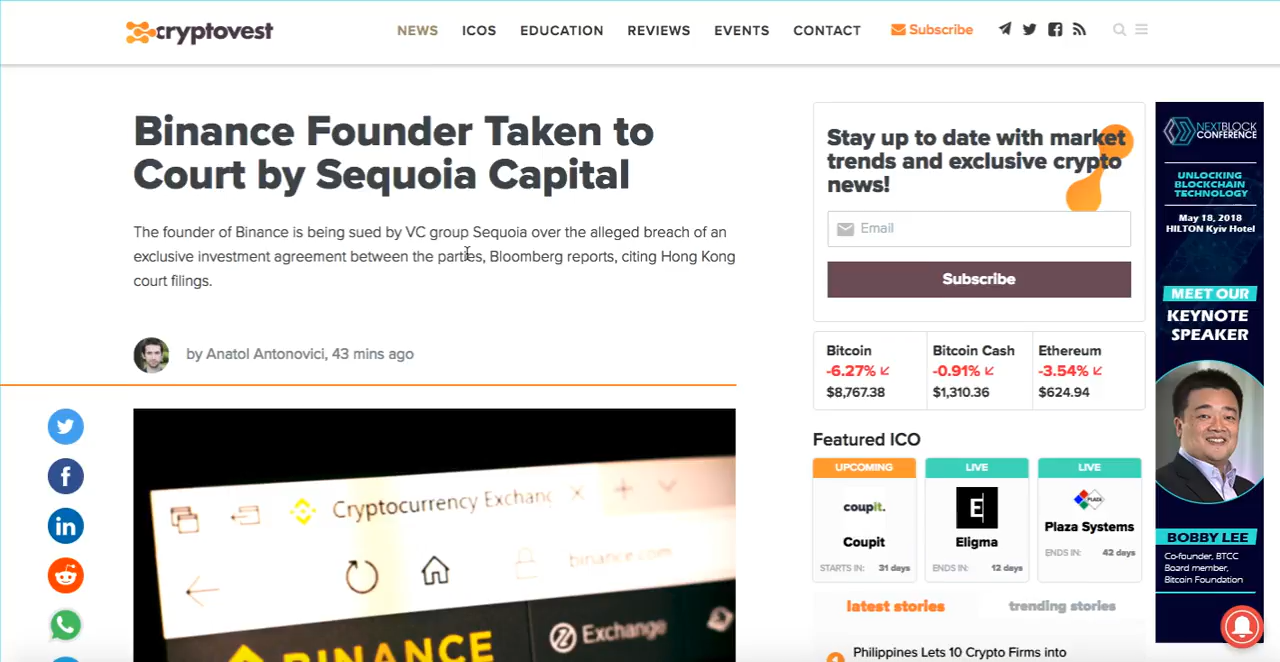 cryptovest
NEWS
ICOS
EDUCATION
REVIEWS
EVENTS
CONTACT
Subscribe
Binance Founder Taken to
Court by Sequoia Capital
The founder of Binance is being sued by VC group Sequoia over the alleged breach of an
exclusive investment agreement between the parties, Bloomberg reports, citing Hong Kong
court filings.
by Anatol Antonovici, 43 mins ago
Cryptocurrency Exchang
binance.com
BINANCE
Exchange
Stay up to date with market
trends and exclusive crypto
news!
Email
Subscribe
Bitcoin
-6.27%
$8,767.38
Bitcoin Cash
-0.91%
$1,310.36
Ethereum
-3.54%
$624.94
Featured ICO
UPCOMING
coupit.
Coupit
STARTS IN: 31 days
LIVE
E
Eligma
ENDS IN: 12 days
LIVE
PLAZA
Plaza Systems
ENDS IN: 42 days
latest stories
trending stories
Philippines Lets 10 Crypto Firms into
NEXTBLOCK
CONFERENCE
UNLOCKING
BLOCKCHAIN
TECHNOLOGY
May 18, 2018
HILTON Kyiv Hotel
MEET OUR
KEYNOTE
SPEAKER
BOBBY LEE
Co-founder, BTCC
Board member,
Bitcoin Foundation